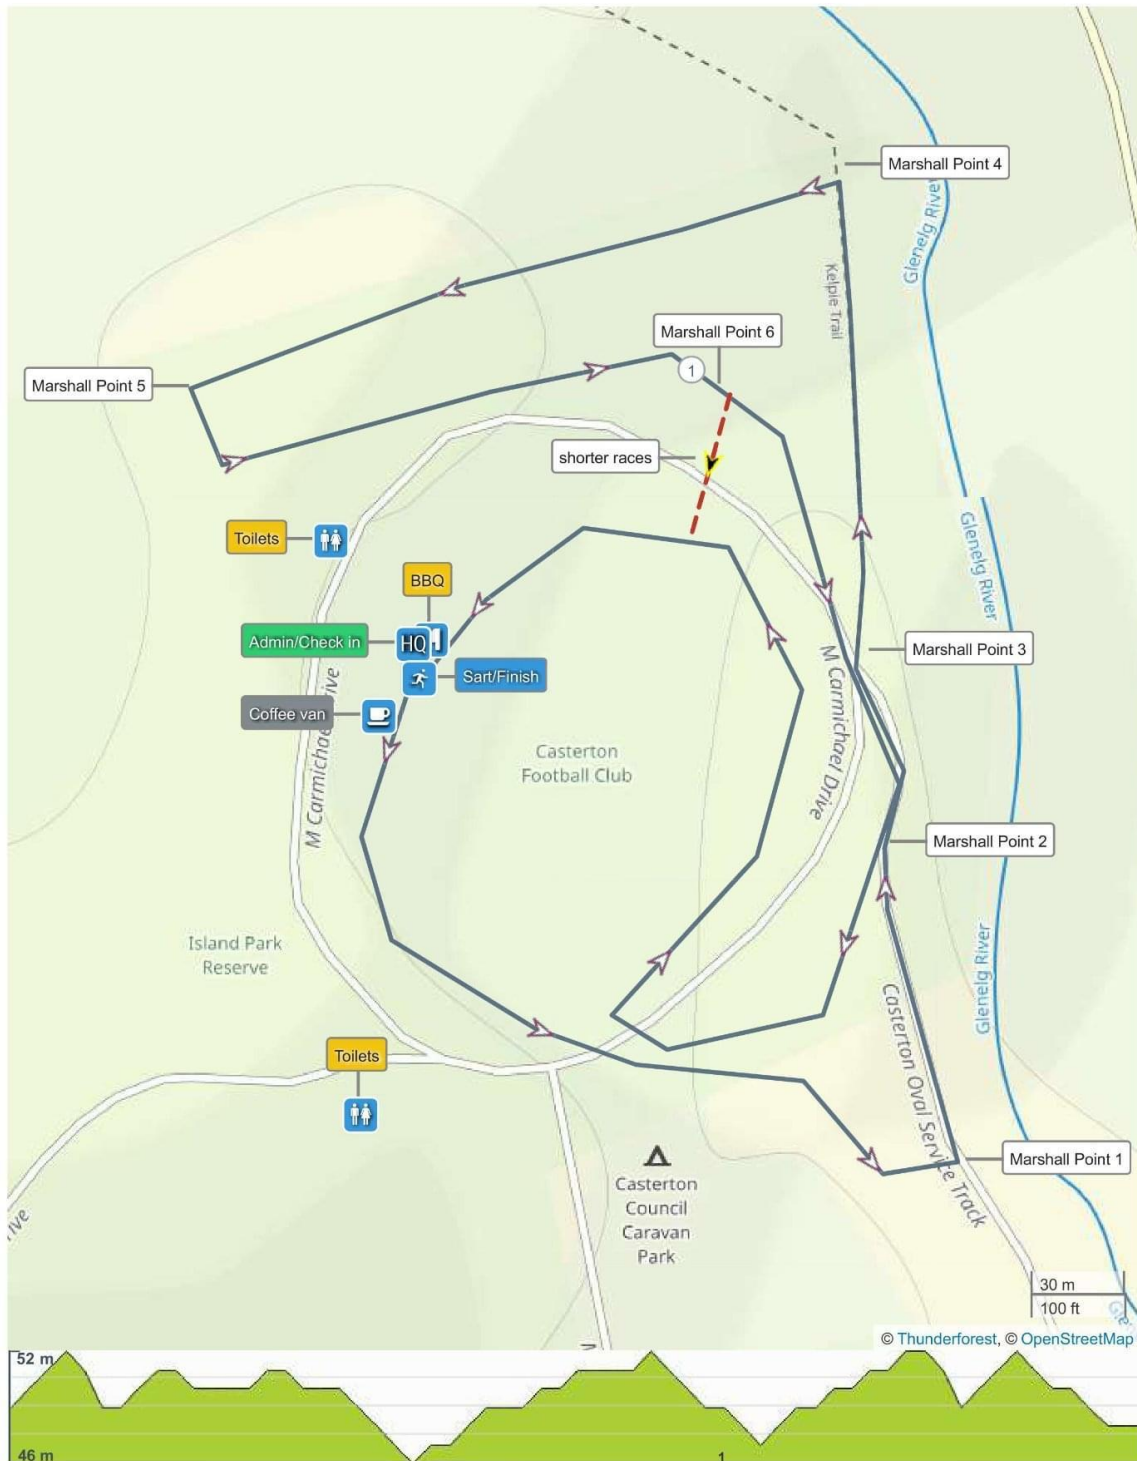 Marshall Point 4
Glenelg River
Kelpie Trail
Marshall Point 6
1
Marshall Point 5
shorter races
Toilets
Glenelg River
BBQ
Admin/Check in
HQ
Marshall Point 3
Sart/Finish
Coffee van
M Carmichael Drive
M Carmichael Drive
Casterton
Football Club
Marshall Point 2
Island Park
Reserve
Glenelg River
Casterton Oval Service Track
Toilets
Marshall Point 1
Casterton
Council
Caravan
Park
rive
30 m
100 ft
Gle
M
© Thunderforest, © OpenStreetMap
52 m
46 m
1